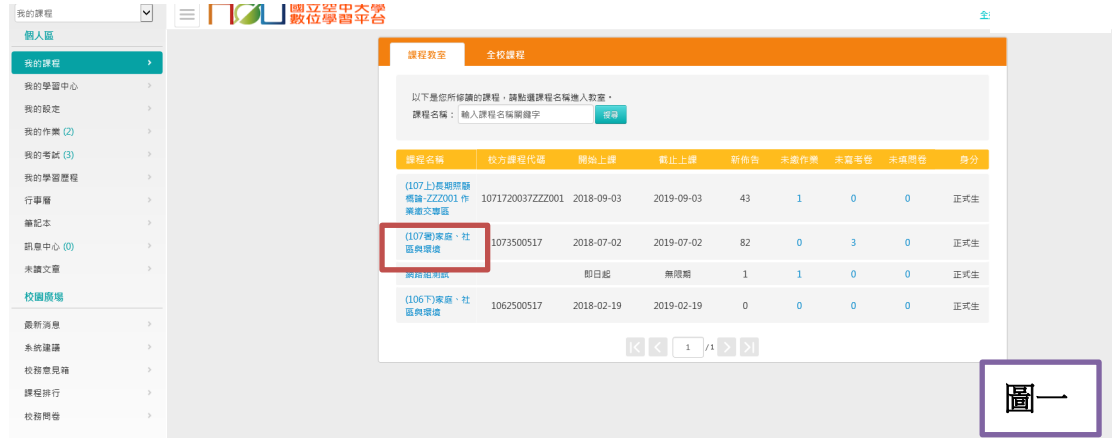 我的課程
國立空中大學
數位學習平台
全
個人區
我的課程
我的學習中心
我的設定
我的作業 (2)
我的考試 (3)
我的學習歷程
行事曆
筆記本
訊息中心 (0)
未讀文章
校園廣場
最新消息
系統建議
校務意見箱
課程排行
校務問卷
課程教室 全校課程
以下是您所修讀的課程，請點選課程名稱進入教室。
課程名稱： 輸入課程名稱關鍵字 搜尋
課程名稱 校方課程代碼 開始上課 截止上課 新佈告 未繳作業 未寫考卷 未填問卷 身分
(107上)長期照顧
概論-ZZZ001 作 1071720037ZZZ001 2018-09-03 2019-09-03 43 1 0 0 正式生
業繳交專區
(107暑)家庭、社
區與環境 1073500517 2018-07-02 2019-07-02 82 0 3 0 正式生
網路組測試 即日起 無限期 1 1 0 0 正式生
(106下)家庭、社
區與環境 1062500517 2018-02-19 2019-02-19 0 0 0 0 正式生
1 /1
圖一